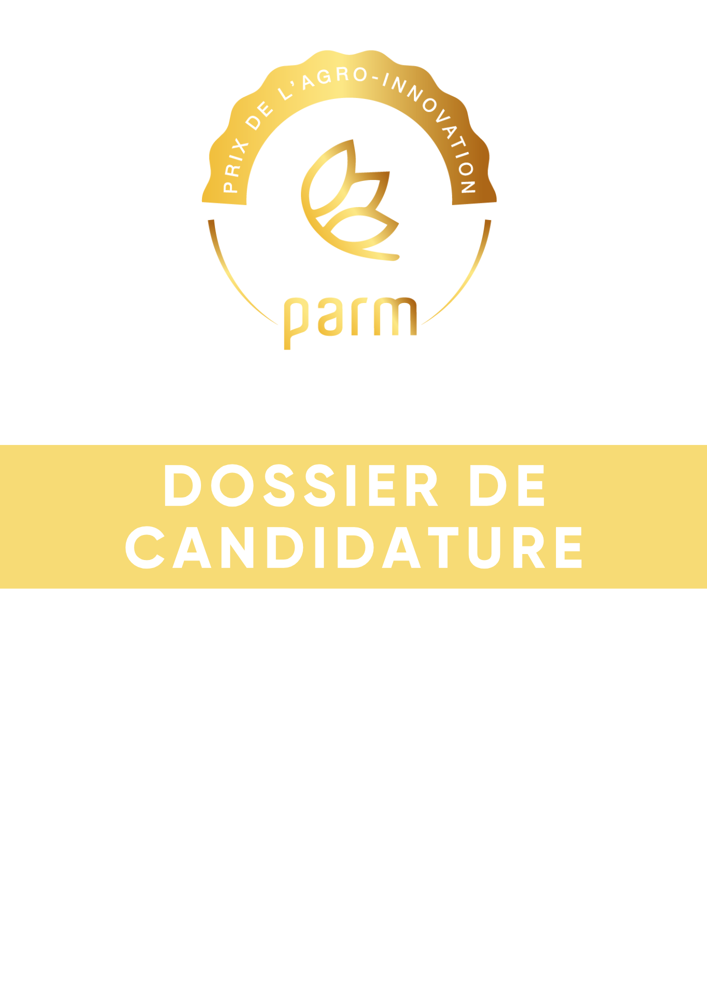 PRIX DE L'AGRO-INNOVATION
parm
DOSSIER DE
CANDIDATURE